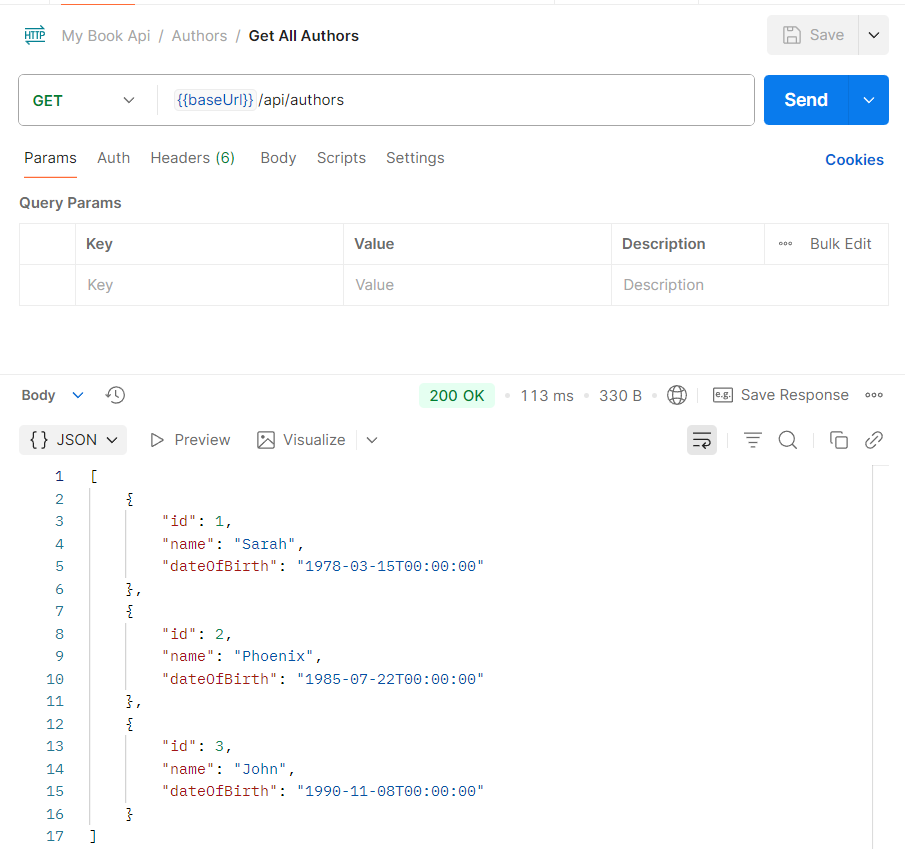 HTTP My Book Api / Authors / Get All Authors Save
GET {{baseUrl}} /api/authors Send
Params Auth Headers (6) Body Scripts Settings Cookies
Query Params
Key Value Description Bulk Edit
Key Value Description
Body 200 OK 113 ms 330 B e.g. Save Response
{} JSON Preview Visualize
1 [
2 {
3 "id": 1,
4 "name": "Sarah",
5 "dateOfBirth": "1978-03-15T00:00:00"
6 },
7 {
8 "id": 2,
9 "name": "Phoenix",
10 "dateOfBirth": "1985-07-22T00:00:00"
11 },
12 {
13 "id": 3,
14 "name": "John",
15 "dateOfBirth": "1990-11-08T00:00:00"
16 }
17 ]